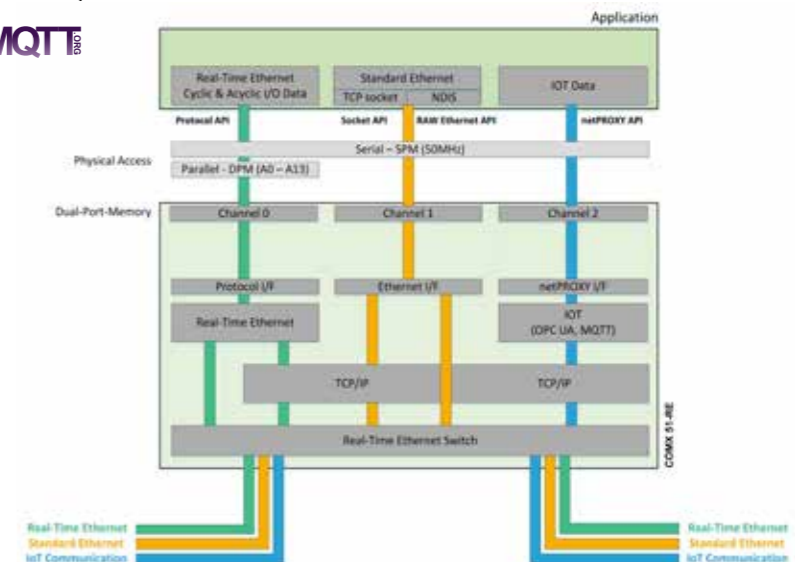 Application
MQTT
.ORG
Real-Time Ethernet
Cyclic & Acyclic I/O Data
Standard Ethernet
TCP socket
NDIS
IOT Data
Protocal API
Socket API
RAW Ethernet API
netPROXY API
Serial – SPM (50MHz)
Physical Access
Parallel - DPM (A0 – A13)
Dual-Port-Memory
Channel 0
Channel 1
Channel 2
Protocol I/F
Ethernet I/F
netPROXY I/F
Real-Time Ethernet
IOT
(OPC UA, MQTT)
TCP/IP
TCP/IP
Real-Time Ethernet Switch
COMX 51-RE
Real-Time Ethernet
Standard Ethernet
IoT Communication
Real-Time Ethernet
Standard Ethernet
IoT Communication